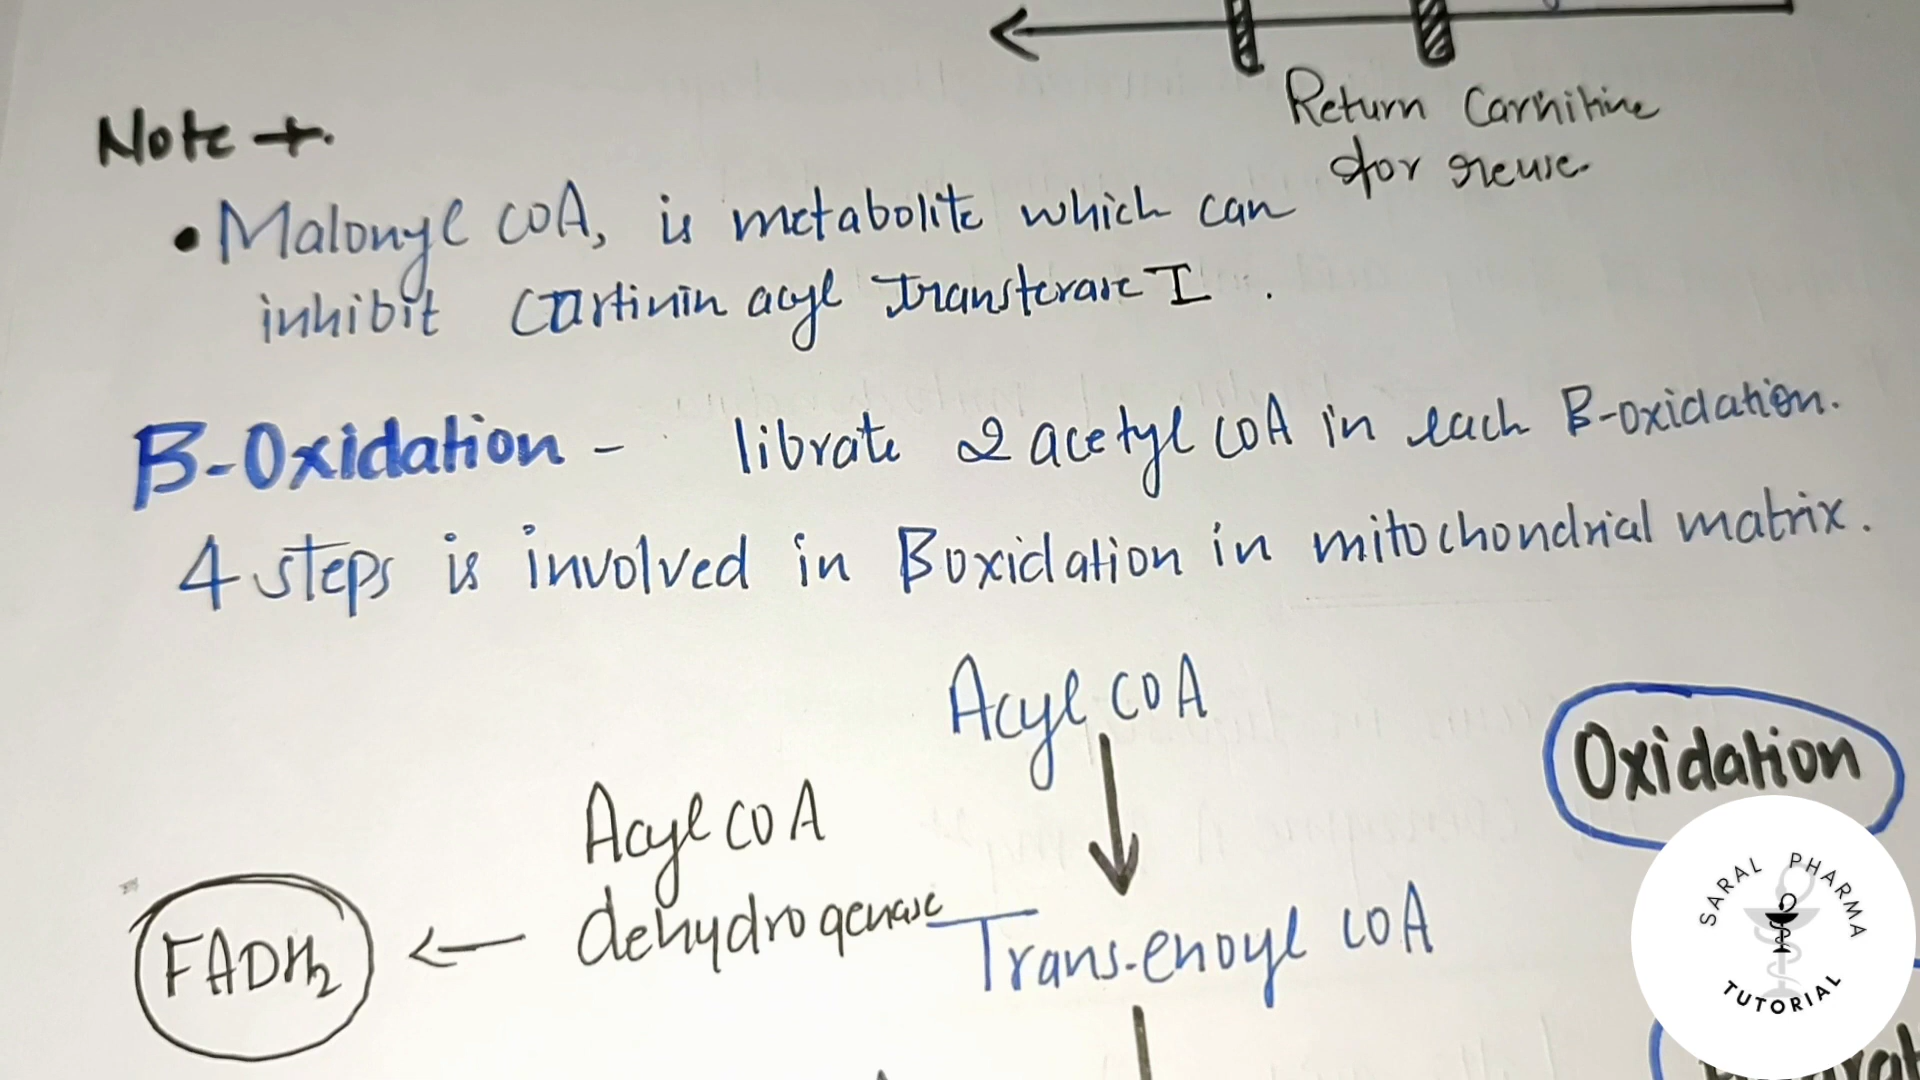 Return Carnitine
for reuse.
Note →.
• Malonyl COA, is metabolite which can
inhibit Cartinin acyl transferase I .
B-Oxidation - librate 2 acetyl COA in each B-oxidation.
4 steps is involved in Boxidation in mitochondrial matrix.
Acyl COA
Oxidation
Acyl COA
dehydrogenase
FADH2 ←
Trans-enoyl COA
SARAL PHARMA
TUTORIAL